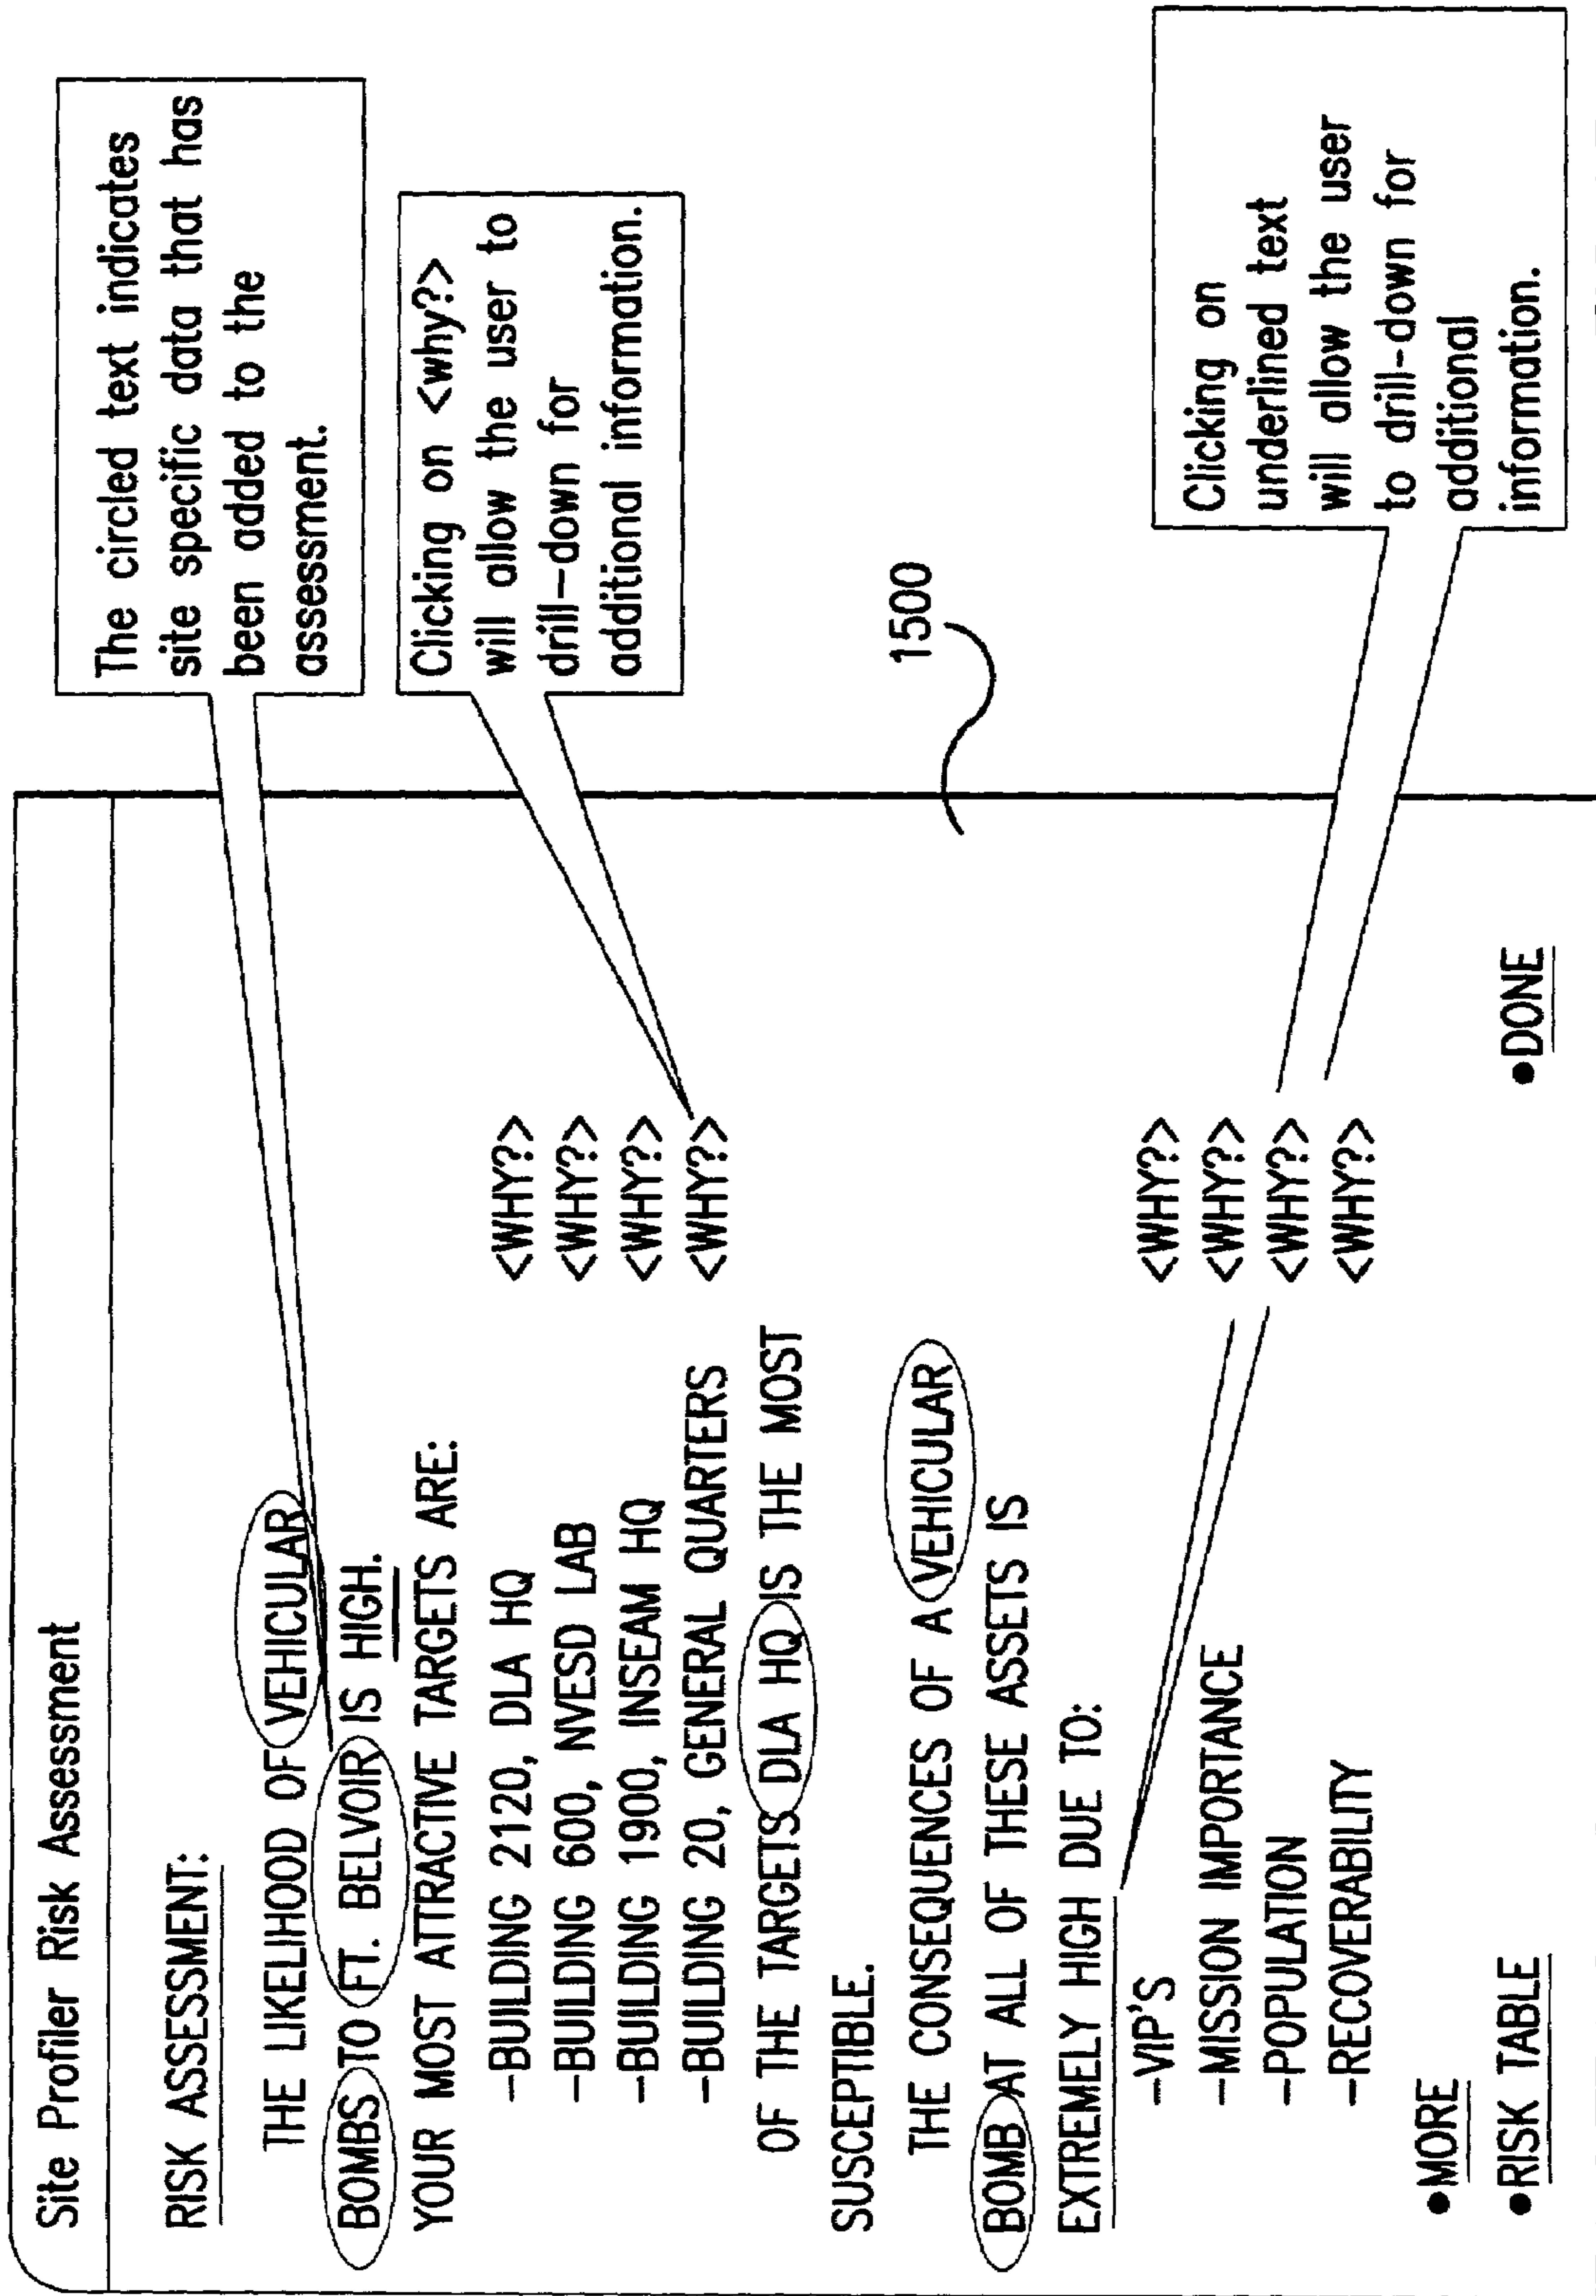 Site Profiler Risk Assessment
RISK ASSESSMENT:
THE LIKELIHOOD OF VEHICULAR
BOMBS TO FT. BELVOIR IS HIGH.
YOUR MOST ATTRACTIVE TARGETS ARE:
–BUILDING 2120, DLA HQ <WHY?>
–BUILDING 600, NVESD LAB <WHY?>
–BUILDING 1900, INSEAM HQ <WHY?>
–BUILDING 20, GENERAL QUARTERS <WHY?>
OF THE TARGETS DLA HQ IS THE MOST
SUSCEPTIBLE.
THE CONSEQUENCES OF A VEHICULAR
BOMB AT ALL OF THESE ASSETS IS
EXTREMELY HIGH DUE TO:
–VIP'S <WHY?>
–MISSION IMPORTANCE <WHY?>
–POPULATION <WHY?>
–RECOVERABILITY <WHY?>
•MORE
•RISK TABLE
•DONE
The circled text indicates
site specific data that has
been added to the
assessment.
Clicking on <why?>
will allow the user to
drill–down for
additional information.
1500
Clicking on
underlined text
will allow the user
to drill–down for
additional
information.